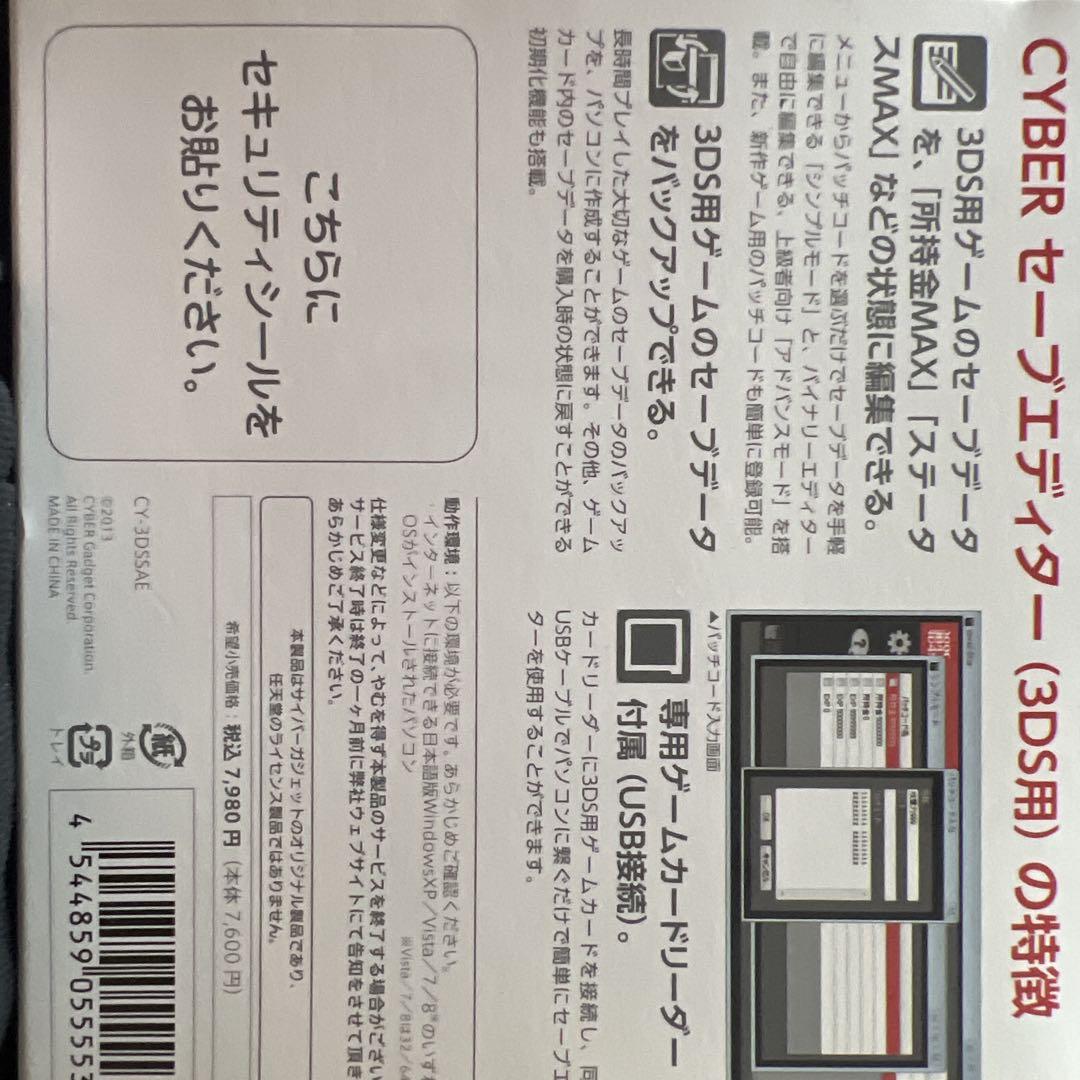 CYBER セーブエディター（3DS用）の特徴
3DS用ゲームのセーブデータ
を、「所持金MAX」「ステータ
スMAX」などの状態に編集できる。
メニューからパッチコードを選ぶだけでセーブデータを手軽
に編集できる「シンプルモード」と、バイナリーエディター
で自由に編集できる、上級者向け「アドバンスモード」を搭
載。また、新作ゲーム用のパッチコードも簡単に登録可能。
3DS用ゲームのセーブデータ
をバックアップできる。
長時間プレイした大切なゲームのセーブデータのバックアッ
プを、パソコンに作成することができます。その他、ゲーム
カード内のセーブデータを購入時の状態に戻すことができる
初期化機能も搭載。
▲パッチコード入力画面
専用ゲームカードリーダー
付属（USB接続）。
カードリーダーに3DS用ゲームカードを接続し、同
USBケーブルでパソコンに繋ぐだけで簡単にセーブエ
ターを使用することができます。
こちらに
セキュリティシールを
お貼りください。
動作環境：以下の環境が必要です。あらかじめご確認ください。
・インターネットに接続できる日本語版WindowsXP／Vista／7／8※のいずれ
OSがインストールされたパソコン
※Vista／7／8は32／64
仕様変更などによって、やむを得ず本製品のサービスを終了する場合がござい
サービス終了時は終了の一ヶ月前に弊社ウェブサイトにて告知をさせて頂き
あらかじめご了承ください。
本製品はサイバーガジェットのオリジナル製品であり、
任天堂のライセンス製品ではありません。
希望小売価格：税込 7,980 円（本体 7,600 円）
CY-3DSSAE
©2013
CYBER Gadget Corporation.
All Rights Reserved.
MADE IN CHINA
紙
外箱
プラ
トレイ
4 544859 055553